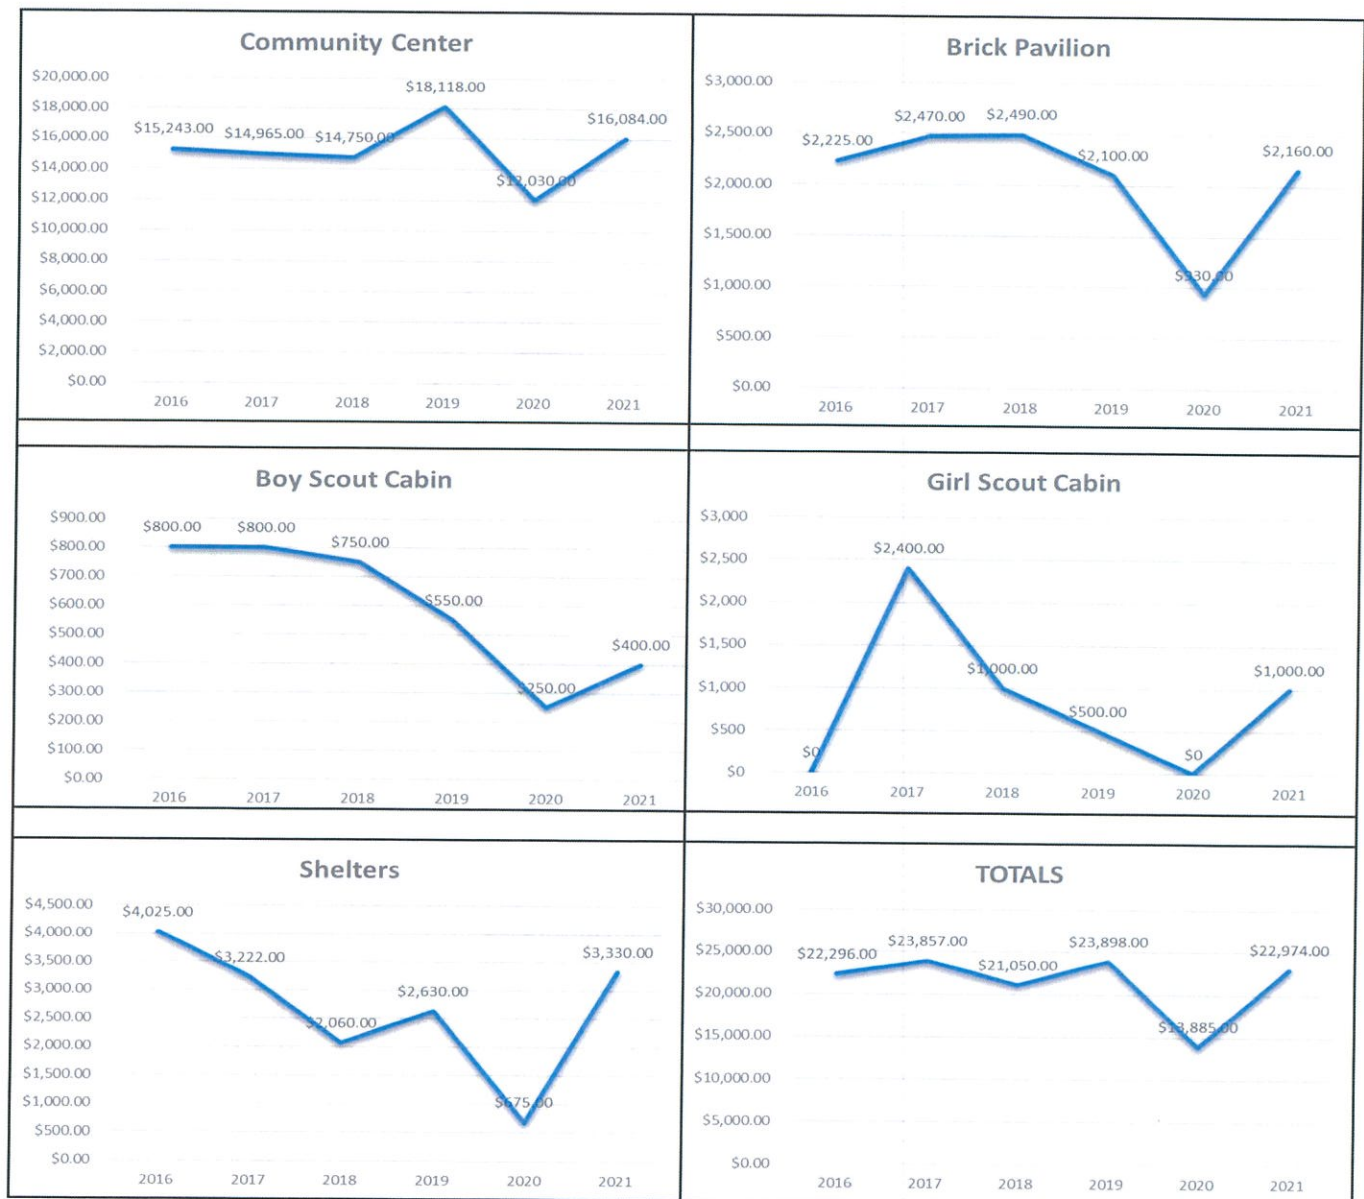 Community Center
$20,000.00
$18,000.00
$16,000.00
$14,000.00
$12,000.00
$10,000.00
$8,000.00
$6,000.00
$4,000.00
$2,000.00
$0.00
$15,243.00 $14,965.00 $14,750.00 $18,118.00 $12,030.00 $16,084.00
2016 2017 2018 2019 2020 2021
Brick Pavilion
$3,000.00
$2,500.00
$2,000.00
$1,500.00
$1,000.00
$500.00
$0.00
$2,225.00 $2,470.00 $2,490.00 $2,100.00 $930.00 $2,160.00
2016 2017 2018 2019 2020 2021
Boy Scout Cabin
$900.00
$800.00
$700.00
$600.00
$500.00
$400.00
$300.00
$200.00
$100.00
$0.00
$800.00 $800.00 $750.00 $550.00 $250.00 $400.00
2016 2017 2018 2019 2020 2021
Girl Scout Cabin
$3,000
$2,500
$2,000
$1,500
$1,000
$500
$0
$0 $2,400.00 $1,000.00 $500.00 $0 $1,000.00
2016 2017 2018 2019 2020 2021
Shelters
$4,500.00
$4,000.00
$3,500.00
$3,000.00
$2,500.00
$2,000.00
$1,500.00
$1,000.00
$500.00
$0.00
$4,025.00 $3,222.00 $2,060.00 $2,630.00 $675.00 $3,330.00
2016 2017 2018 2019 2020 2021
TOTALS
$30,000.00
$25,000.00
$20,000.00
$15,000.00
$10,000.00
$5,000.00
$0.00
$22,296.00 $23,857.00 $21,050.00 $23,898.00 $13,885.00 $22,974.00
2016 2017 2018 2019 2020 2021